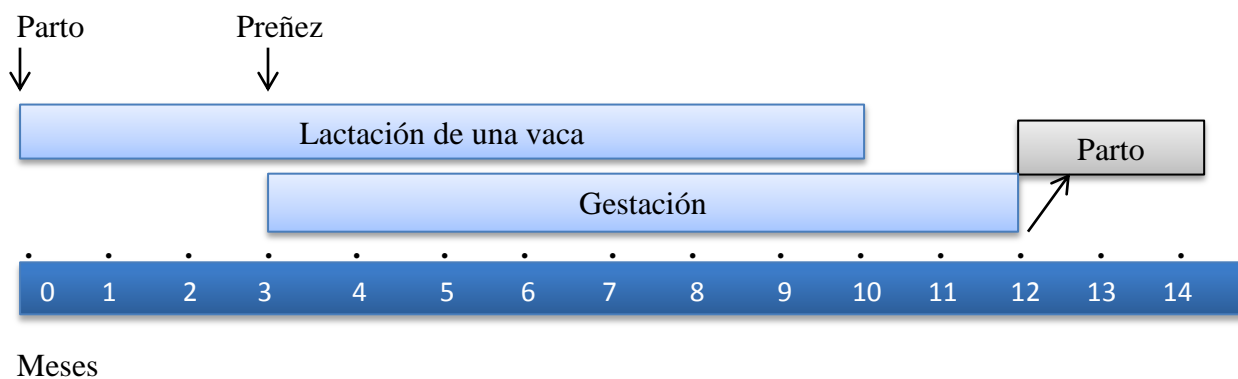 Parto Preñez
Lactación de una vaca
Parto
Gestación
0 1 2 3 4 5 6 7 8 9 10 11 12 13 14
Meses